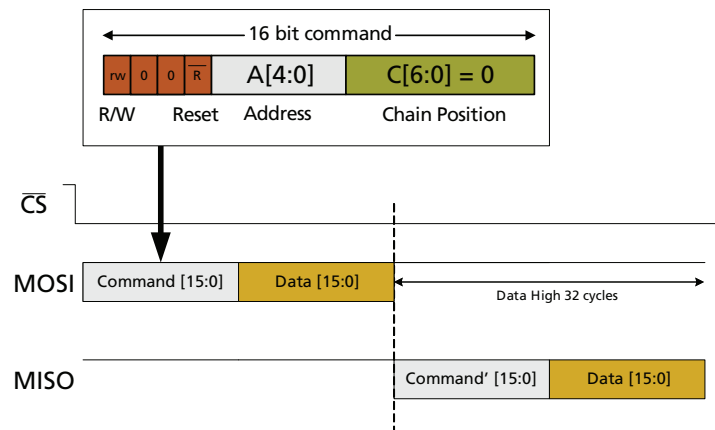 16 bit command
rw 0 0 R̅ A[4:0] C[6:0] = 0
R/W Reset Address Chain Position
C̅S̅
MOSI Command [15:0] Data [15:0] Data High 32 cycles
MISO Command' [15:0] Data [15:0]